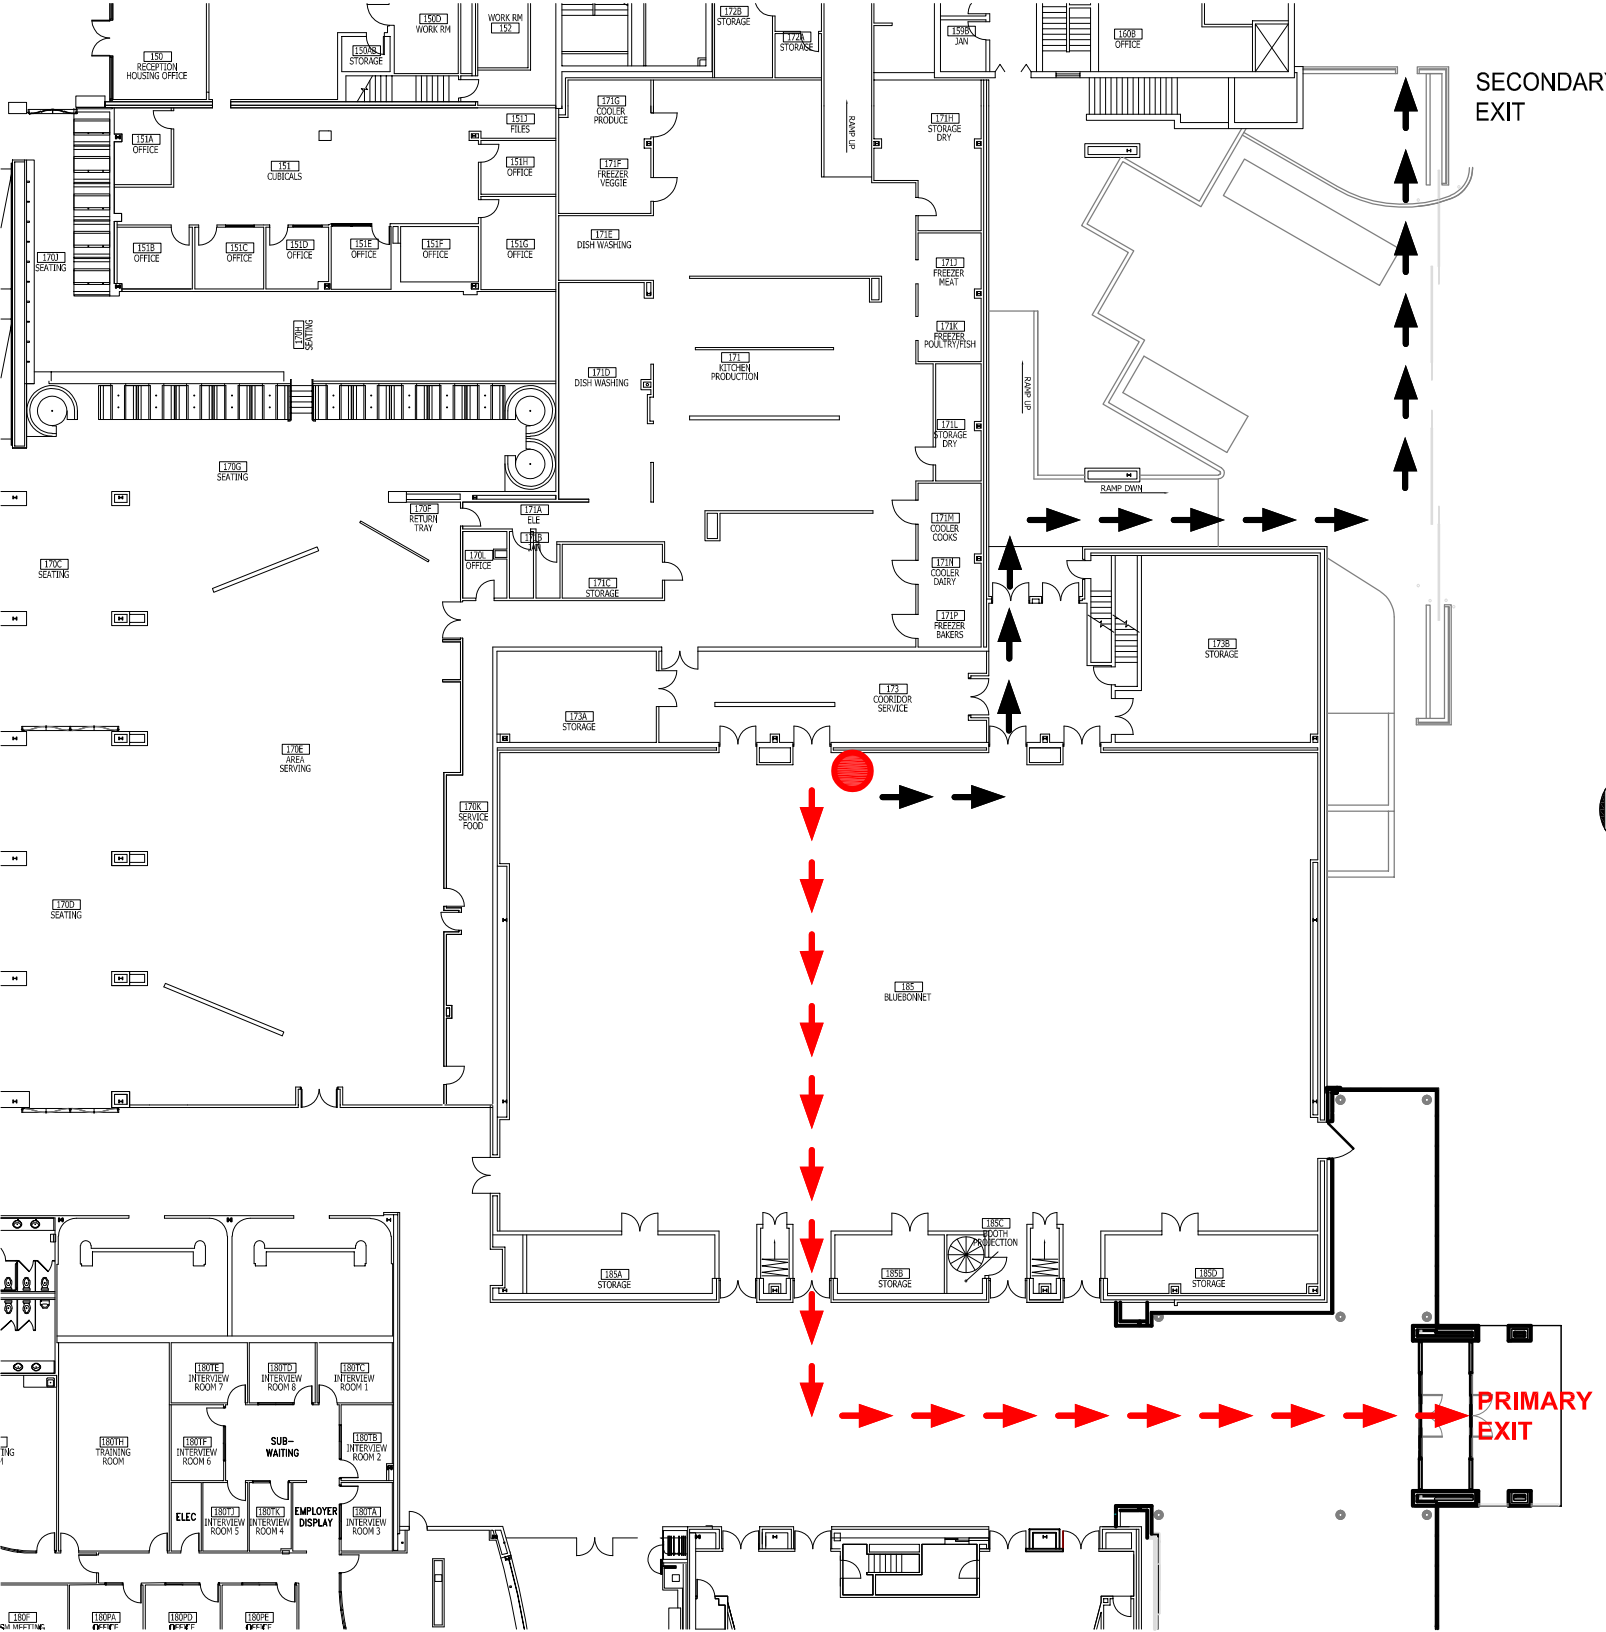 172B
STORAGE
150D
WORK RM
WORK RM
152
172A
STORAGE
159B
JAN
160B
OFFICE
150
RECEPTION
HOUSING OFFICE
150AB
STORAGE
SECONDARY
EXIT
171G
COOLER
PRODUCE
151J
FILES
171H
STORAGE
DRY
RAMP UP
151A
OFFICE
151
CUBICALS
151H
OFFICE
171F
FREEZER
VEGGIE
171E
DISH WASHING
151B
OFFICE
151C
OFFICE
151D
OFFICE
151E
OFFICE
151F
OFFICE
151G
OFFICE
170J
SEATING
171J
FREEZER
MEAT
170H
SEATING
171K
FREEZER
POULTRY/FISH
171
KITCHEN
PRODUCTION
171D
DISH WASHING
RAMP UP
171L
STORAGE
DRY
170G
SEATING
RAMP DWN
170F
RETURN
TRAY
171A
ELE
171B
JAN
171M
COOLER
COOKS
170L
OFFICE
170C
SEATING
171C
STORAGE
171N
COOLER
DAIRY
171P
FREEZER
BAKERS
173B
STORAGE
173
COORIDOR
SERVICE
173A
STORAGE
170E
AREA
SERVING
170K
SERVICE
FOOD
170D
SEATING
185
BLUEBONNET
185C
BOOTH
PROJECTION
185A
STORAGE
185B
STORAGE
185D
STORAGE
180TE
INTERVIEW
ROOM 7
180TD
INTERVIEW
ROOM 8
180TC
INTERVIEW
ROOM 1
PRIMARY
EXIT
180TH
TRAINING
ROOM
180TF
INTERVIEW
ROOM 6
SUB-
WAITING
180TB
INTERVIEW
ROOM 2
ELEC
180TJ
INTERVIEW
ROOM 5
180TK
INTERVIEW
ROOM 4
EMPLOYER
DISPLAY
180TA
INTERVIEW
ROOM 3
180F
MEETING
180PA
OFFICE
180PD
OFFICE
180PE
OFFICE